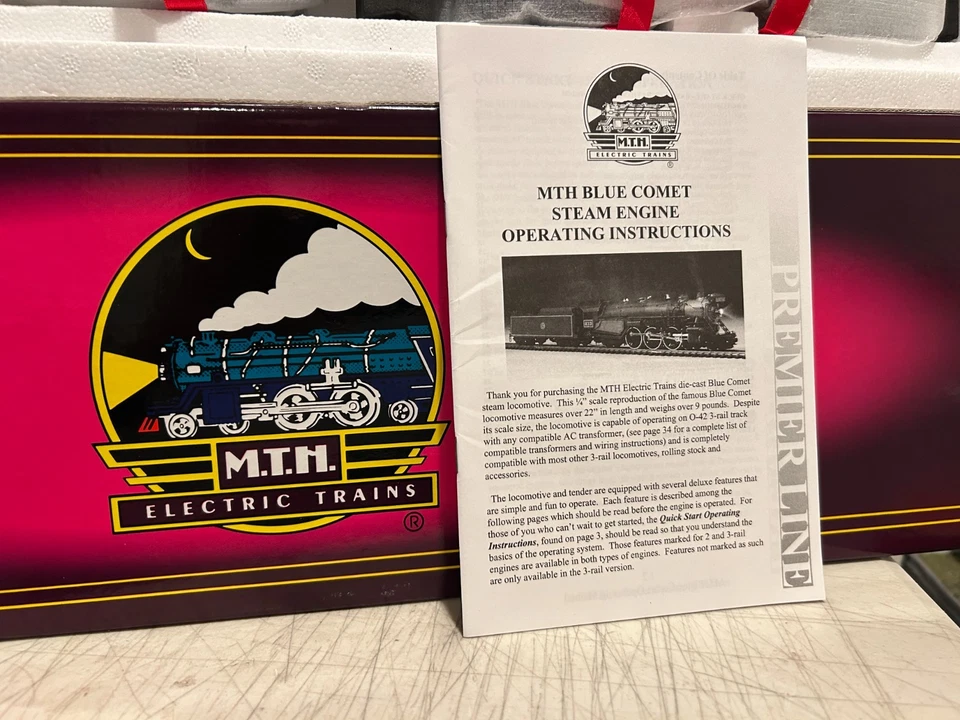 M.T.H.
ELECTRIC TRAINS
®
M.T.H.
ELECTRIC TRAINS
®
MTH BLUE COMET
STEAM ENGINE
OPERATING INSTRUCTIONS
Thank you for purchasing the MTH Electric Trains die-cast Blue Comet
steam locomotive. This ¼" scale reproduction of the famous Blue Comet
locomotive measures over 22" in length and weighs over 9 pounds. Despite
its scale size, the locomotive is capable of operating on O-42 3-rail track
with any compatible AC transformer, (see page 34 for a complete list of
compatible transformers and wiring instructions) and is completely
compatible with most other 3-rail locomotives, rolling stock and
accessories.
The locomotive and tender are equipped with several deluxe features that
are simple and fun to operate. Each feature is described among the
following pages which should be read before the engine is operated. For
those of you who can't wait to get started, the Quick Start Operating
Instructions, found on page 3, should be read so that you understand the
basics of the operating system. Those features marked for 2 and 3-rail
engines are available in both types of engines. Features not marked as such
are only available in the 3-rail version.
PREMIER LINE